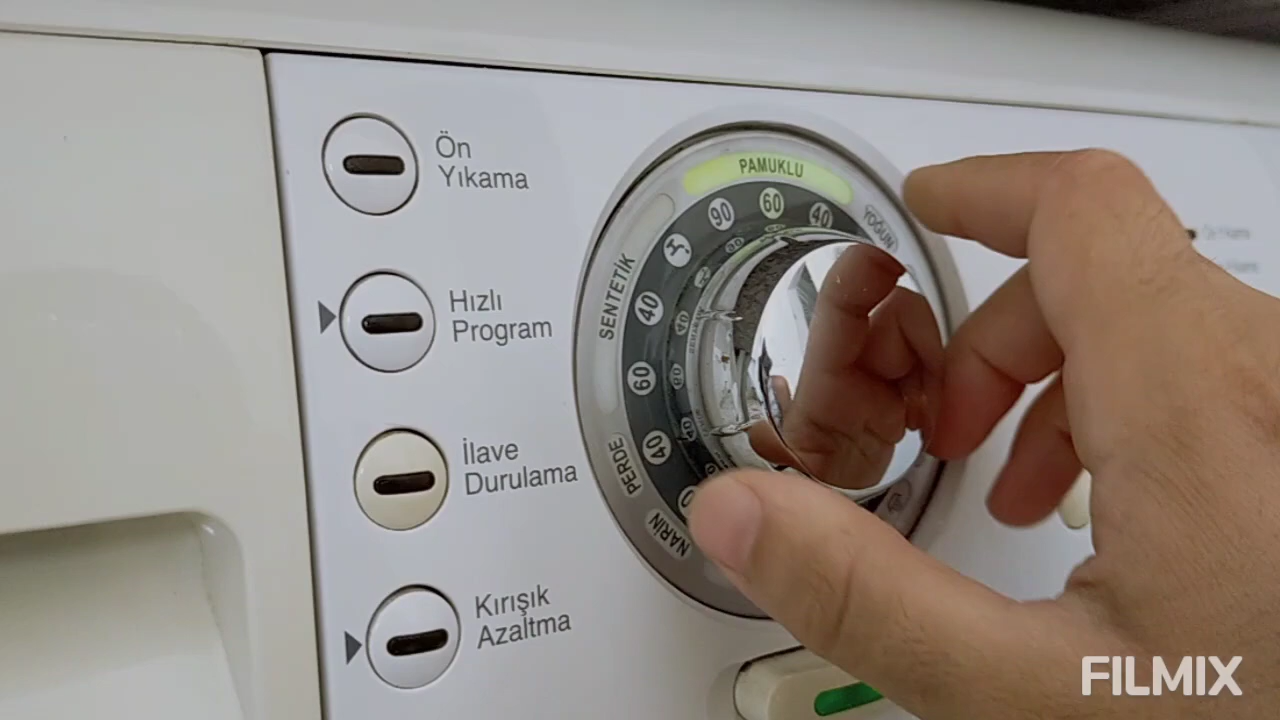 Ön
Yıkama
Hızlı
Program
İlave
Durulama
Kırışık
Azaltma
PAMUKLU
90
60
40
YOĞUN
SENTETİK
40
60
40
PERDE
NARİN
FILMIX